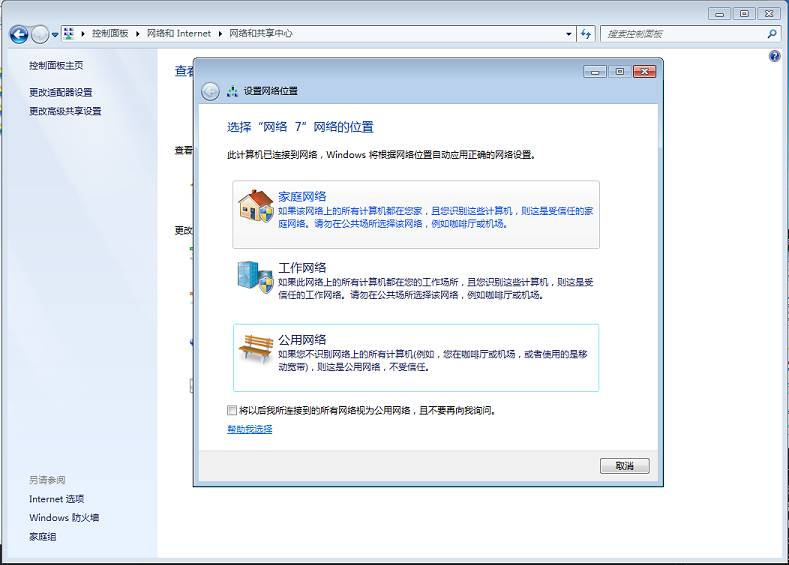 控制面板 ▸ 网络和 Internet ▸ 网络和共享中心
搜索控制面板
控制面板主页
更改适配器设置
更改高级共享设置
查看
查看
更改
设置网络位置
选择“网络 7”网络的位置
此计算机已连接到网络，Windows 将根据网络位置自动应用正确的网络设置。
家庭网络
如果该网络上的所有计算机都在您家，且您识别这些计算机，则这是受信任的家
庭网络。请勿在公共场所选择该网络，例如咖啡厅或机场。
工作网络
如果此网络上的所有计算机都在您的工作场所，且您识别这些计算机，则这是受
信任的工作网络。请勿在公共场所选择该网络，例如咖啡厅或机场。
公用网络
如果您不识别网络上的所有计算机(例如，您在咖啡厅或机场，或者使用的是移
动宽带)，则这是公用网络，不受信任。
将以后我所连接到的所有网络视为公用网络，且不要再向我询问。
帮助我选择
取消
另请参阅
Internet 选项
Windows 防火墙
家庭组